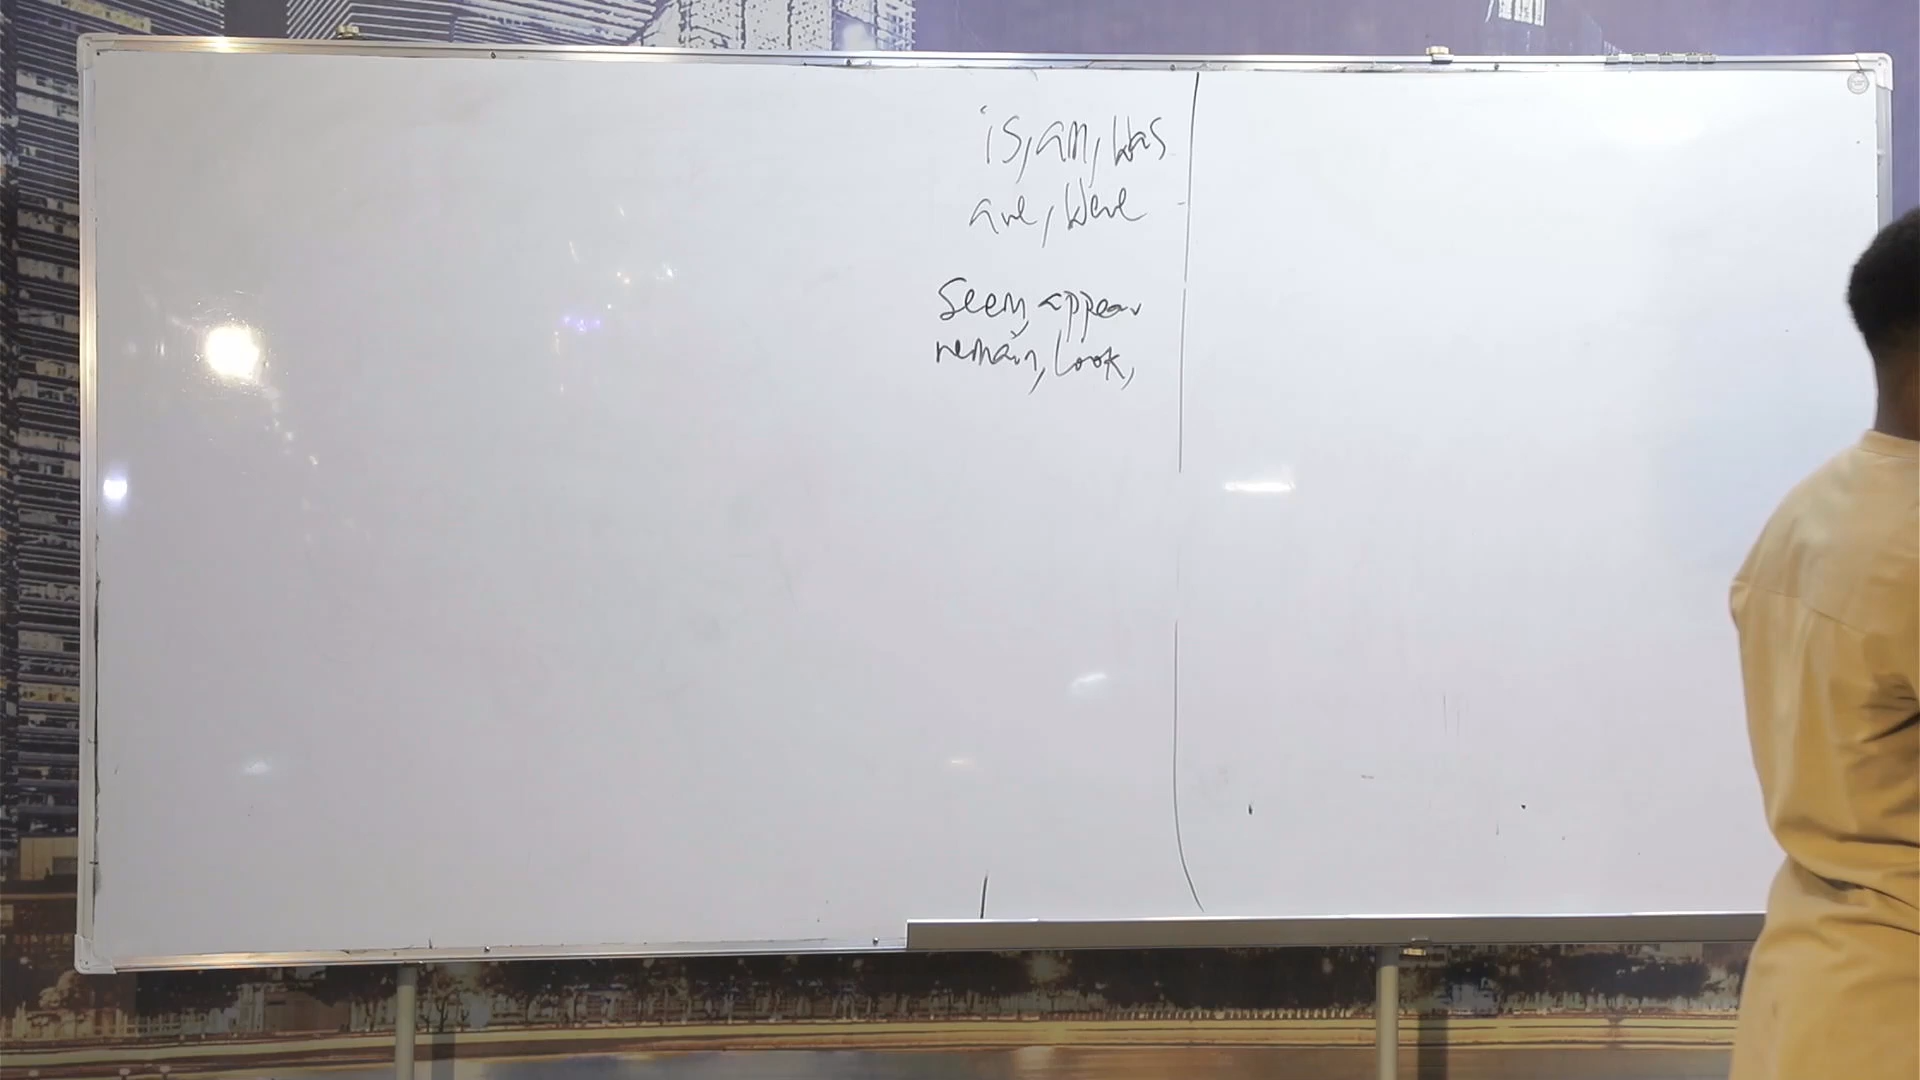 is, am, was
are, were
Seem, appear
remain, look,